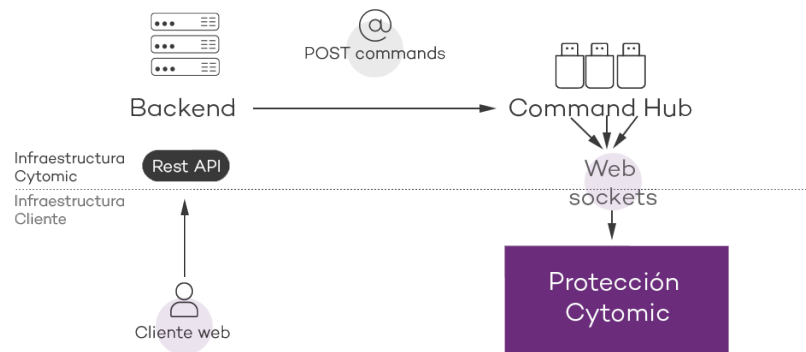 @
POST commands
Backend
Command Hub
Infraestructura
Cytomic
Rest API
Web
sockets
Infraestructura
Cliente
Protección
Cytomic
Cliente web